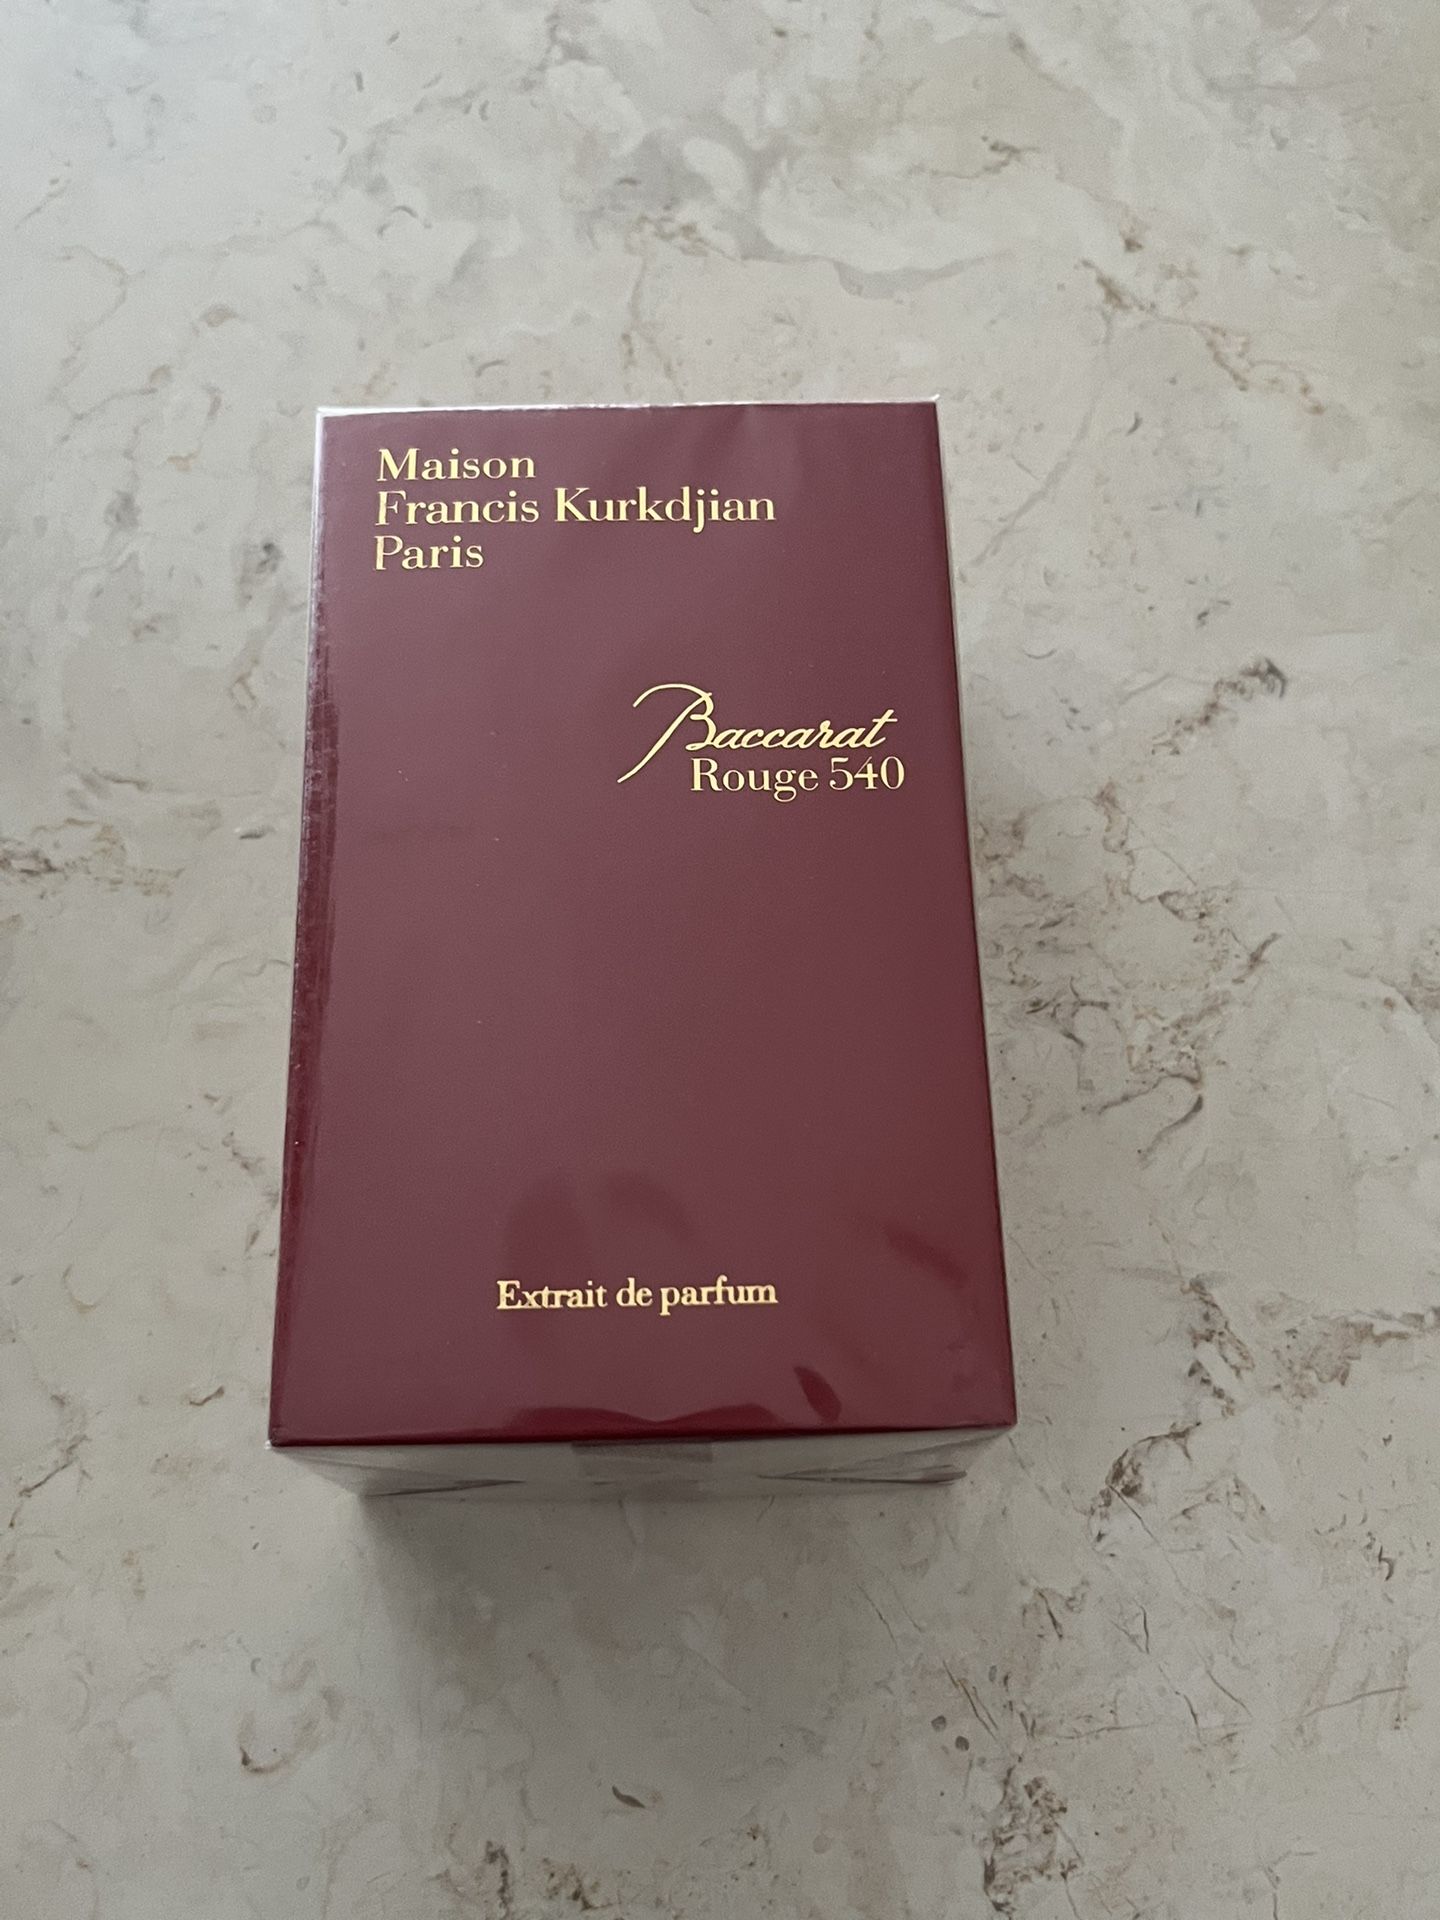 Maison
Francis Kurkdjian
Paris
Baccarat
Rouge 540
Extrait de parfum